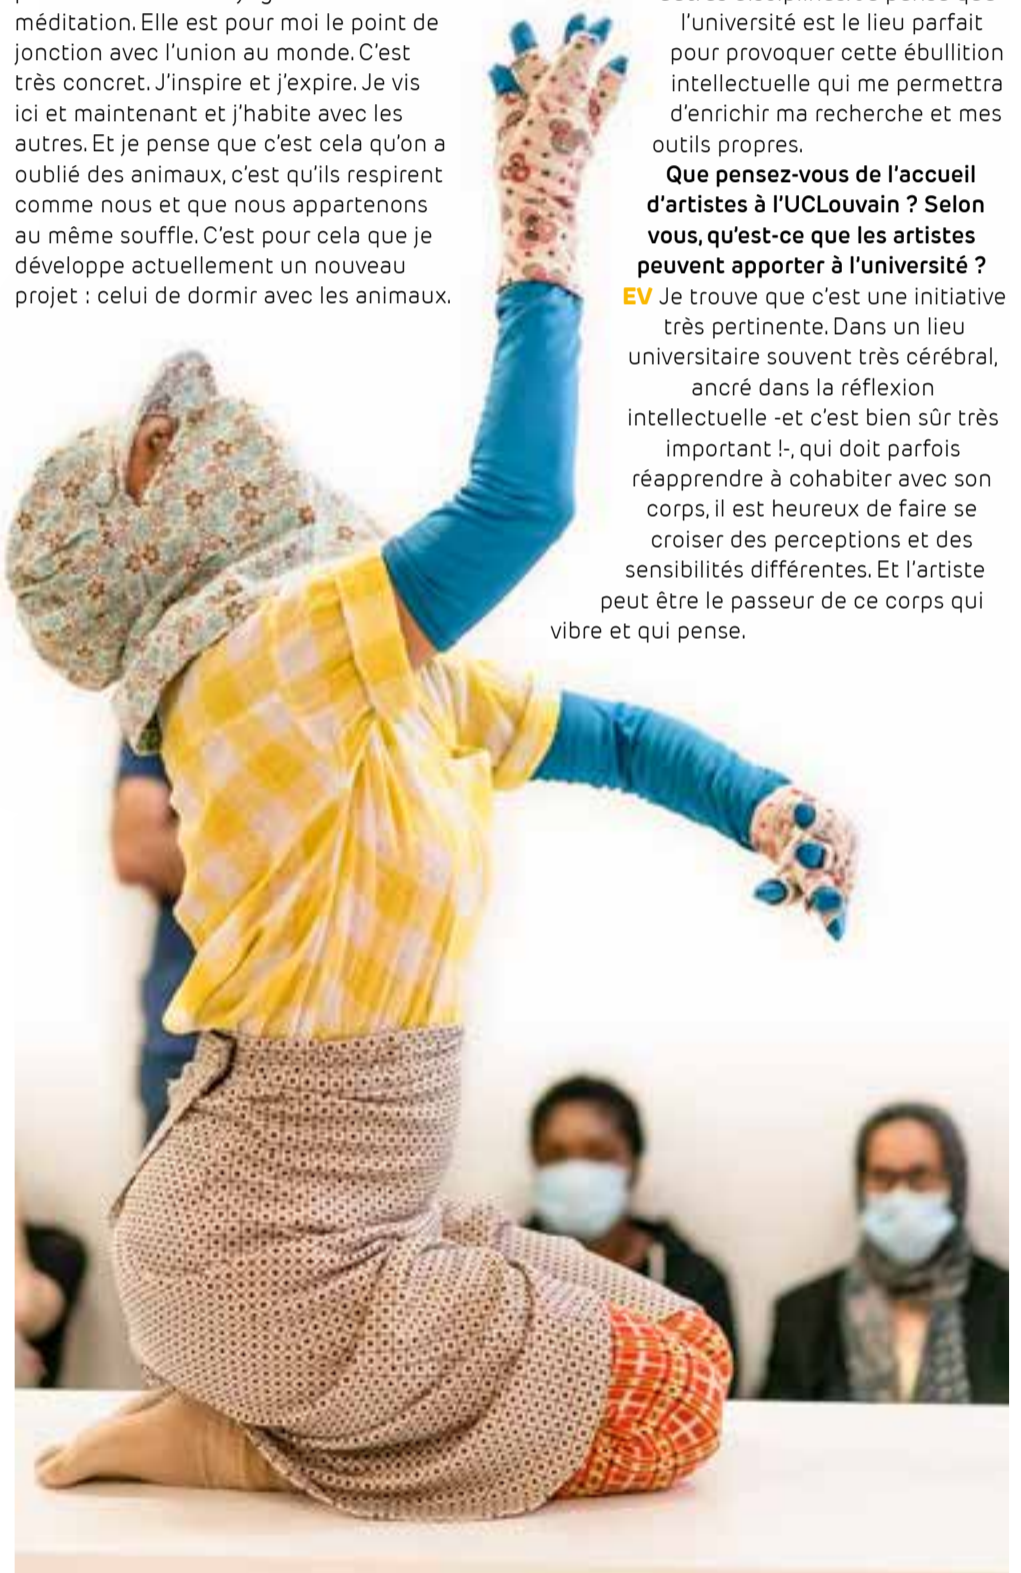 méditation. Elle est pour moi le point de
jonction avec l'union au monde. C'est
très concret. J'inspire et j'expire. Je vis
ici et maintenant et j'habite avec les
autres. Et je pense que c'est cela qu'on a
oublié des animaux, c'est qu'ils respirent
comme nous et que nous appartenons
au même souffle. C'est pour cela que je
développe actuellement un nouveau
projet : celui de dormir avec les animaux.
l'université est le lieu parfait
pour provoquer cette ébullition
intellectuelle qui me permettra
d'enrichir ma recherche et mes
outils propres.
Que pensez-vous de l'accueil
d'artistes à l'UCLouvain ? Selon
vous, qu'est-ce que les artistes
peuvent apporter à l'université ?
EV Je trouve que c'est une initiative
très pertinente. Dans un lieu
universitaire souvent très cérébral,
ancré dans la réflexion
intellectuelle -et c'est bien sûr très
important !-, qui doit parfois
réapprendre à cohabiter avec son
corps, il est heureux de faire se
croiser des perceptions et des
sensibilités différentes. Et l'artiste
peut être le passeur de ce corps qui
vibre et qui pense.